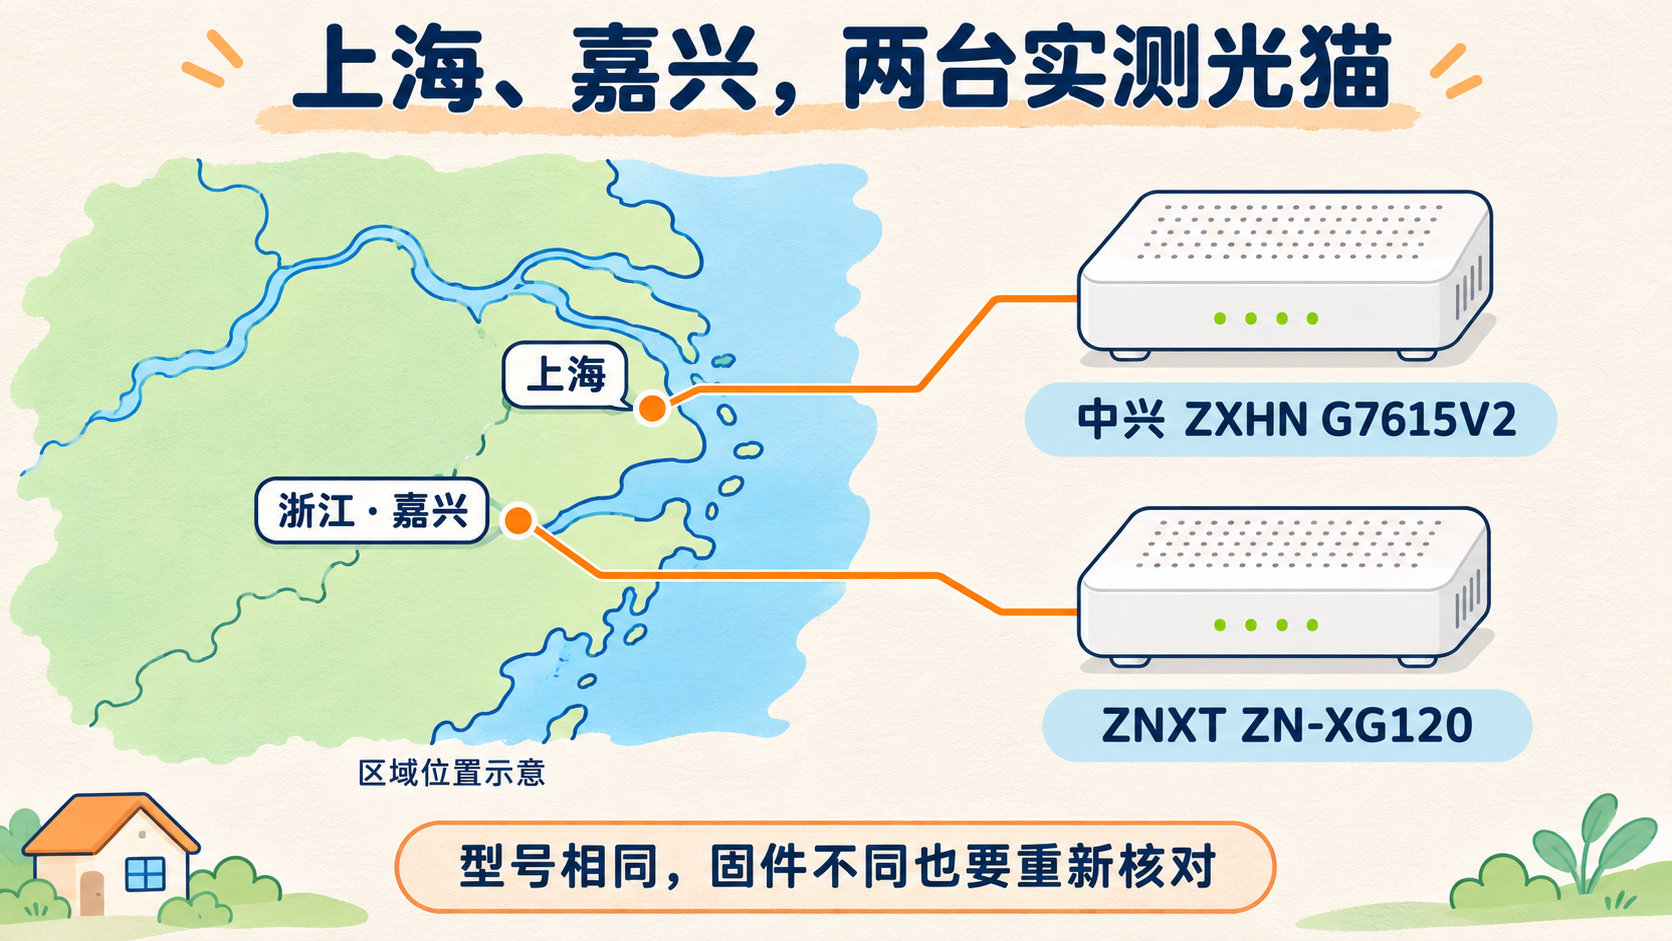 上海、嘉兴，两台实测光猫
上海
浙江·嘉兴
中兴 ZXHN G7615V2
ZNXT ZN-XG120
区域位置示意
型号相同，固件不同也要重新核对